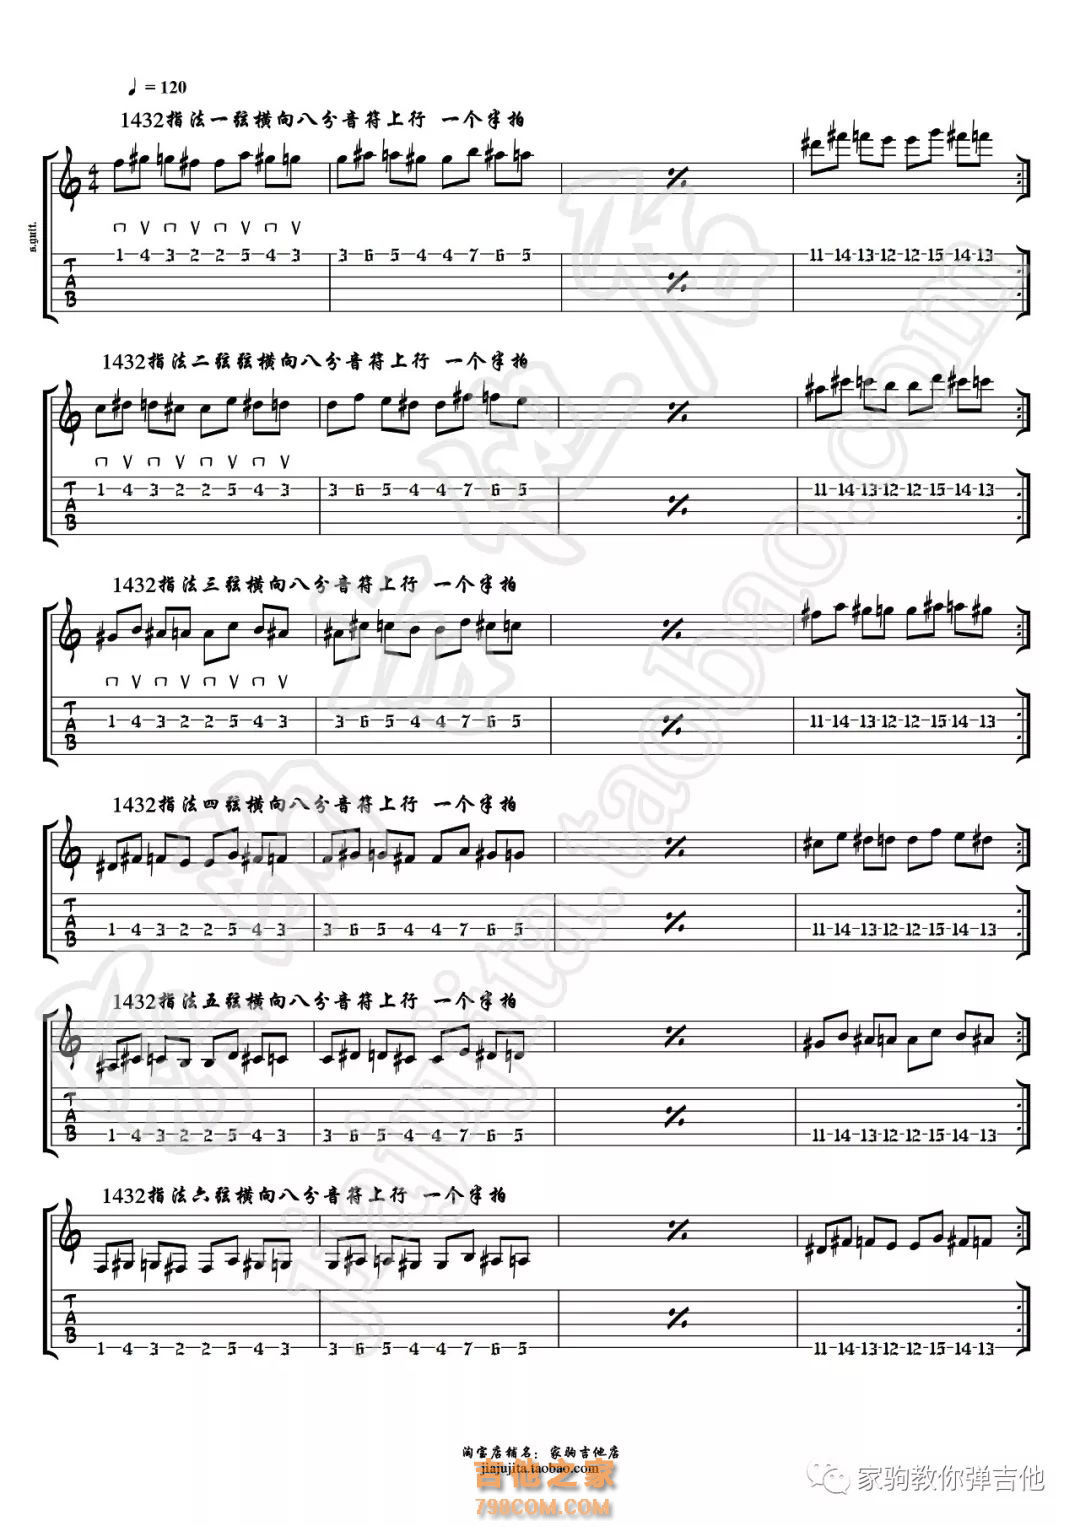 ♩ = 120
1432指法一弦横向八分音符上行 一个半拍
4 4
s.guit.
T A B
1 4 3 2 2 5 4 3 3 6 5 4 4 7 6 5 11 14 13 12 12 15 14 13
1432指法二弦弦横向八分音符上行 一个半拍
T A B
1 4 3 2 2 5 4 3 3 6 5 4 4 7 6 5 11 14 13 12 12 15 14 13
1432指法三弦横向八分音符上行 一个半拍
T A B
1 4 3 2 2 5 4 3 3 6 5 4 4 7 6 5 11 14 13 12 12 15 14 13
1432指法四弦横向八分音符上行 一个半拍
T A B
1 4 3 2 2 5 4 3 3 6 5 4 4 7 6 5 11 14 13 12 12 15 14 13
1432指法五弦横向八分音符上行 一个半拍
T A B
1 4 3 2 2 5 4 3 3 6 5 4 4 7 6 5 11 14 13 12 12 15 14 13
1432指法六弦横向八分音符上行 一个半拍
T A B
1 4 3 2 2 5 4 3 3 6 5 4 4 7 6 5 11 14 13 12 12 15 14 13
jiajujita.taobao.com
淘宝店铺名：家驹吉他店
jiajujita.taobao.com
吉他之家
798COM.COM
家驹教你弹吉他